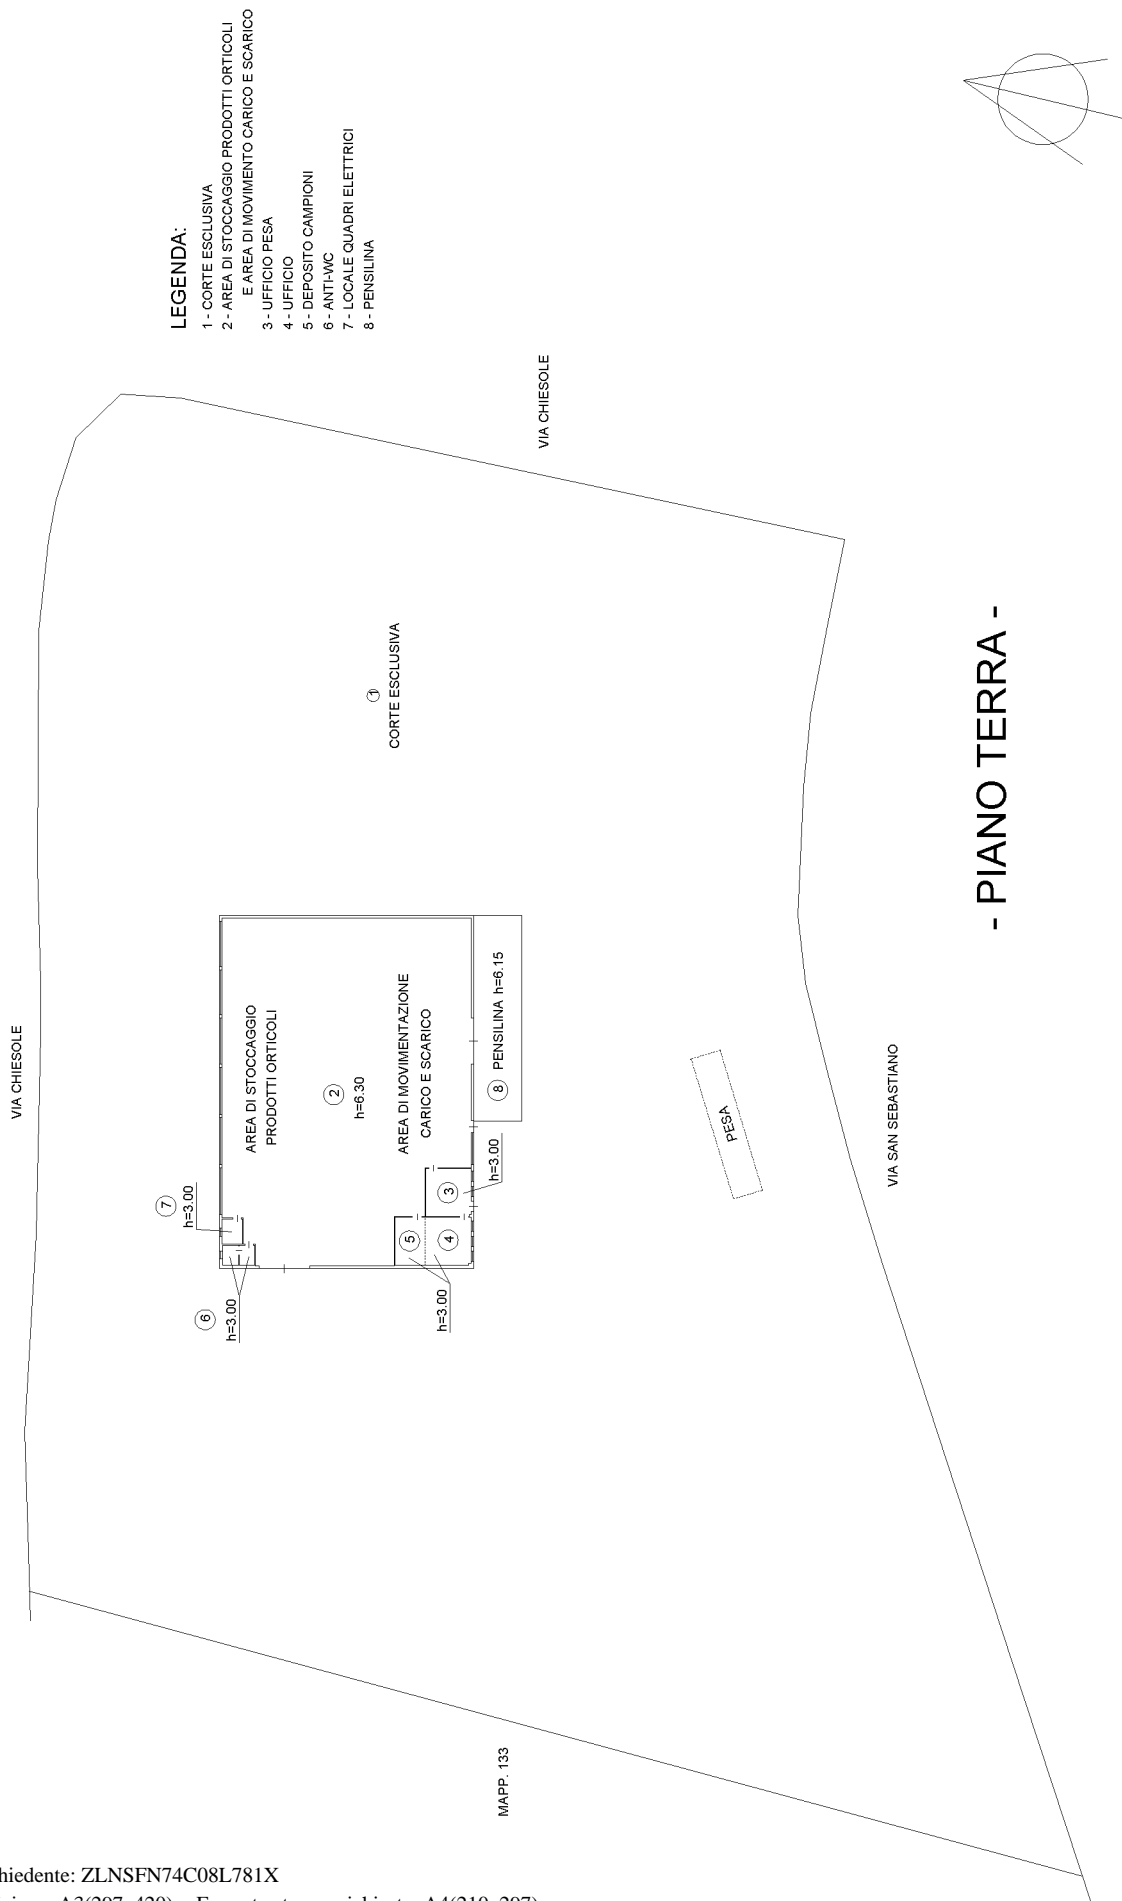 LEGENDA:
1 - CORTE ESCLUSIVA
2 - AREA DI STOCCAGGIO PRODOTTI ORTICOLI
E AREA DI MOVIMENTO CARICO E SCARICO
3 - UFFICIO PESA
4 - UFFICIO
5 - DEPOSITO CAMPIONI
6 - ANTI-WC
7 - LOCALE QUADRI ELETTRICI
8 - PENSILINA
VIA CHIESOLE
VIA CHIESOLE
1
CORTE ESCLUSIVA
AREA DI STOCCAGGIO
PRODOTTI ORTICOLI
2
h=6.30
AREA DI MOVIMENTAZIONE
CARICO E SCARICO
8 PENSILINA h=6.15
7
h=3.00
6
h=3.00
5
4
3
h=3.00
h=3.00
PESA
VIA SAN SEBASTIANO
MAPP. 133
- PIANO TERRA -
hiedente: ZLNSFN74C08L781X